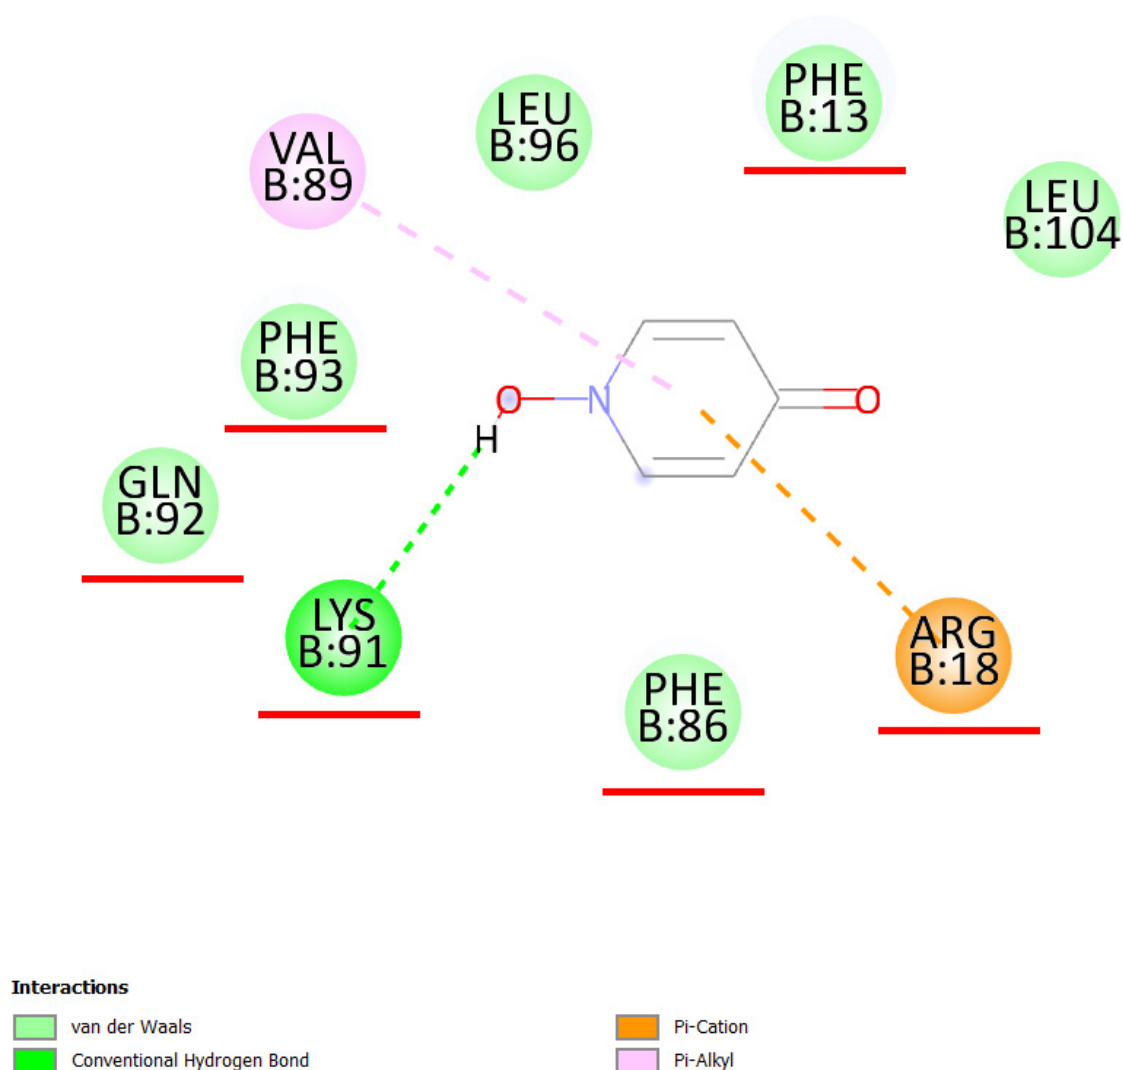 PHE
B:13
LEU
B:96
VAL
B:89
LEU
B:104
PHE
B:93
O
N
O
H
GLN
B:92
LYS
B:91
ARG
B:18
PHE
B:86
Interactions
van der Waals
Conventional Hydrogen Bond
Pi-Cation
Pi-Alkyl